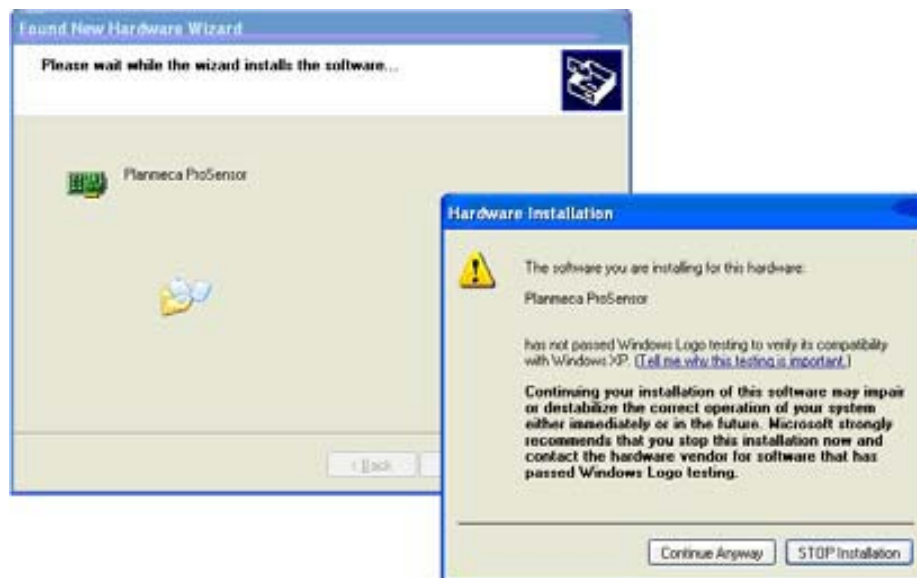 Found New Hardware Wizard
Please wait while the wizard installs the software...
Planmeca ProSensor
< Back
Hardware Installation
The software you are installing for this hardware:
Planmeca ProSensor
has not passed Windows Logo testing to verify its compatibility
with Windows XP. (Tell me why this testing is important.)
Continuing your installation of this software may impair
or destabilize the correct operation of your system
either immediately or in the future. Microsoft strongly
recommends that you stop this installation now and
contact the hardware vendor for software that has
passed Windows Logo testing.
Continue Anyway
STOP Installation